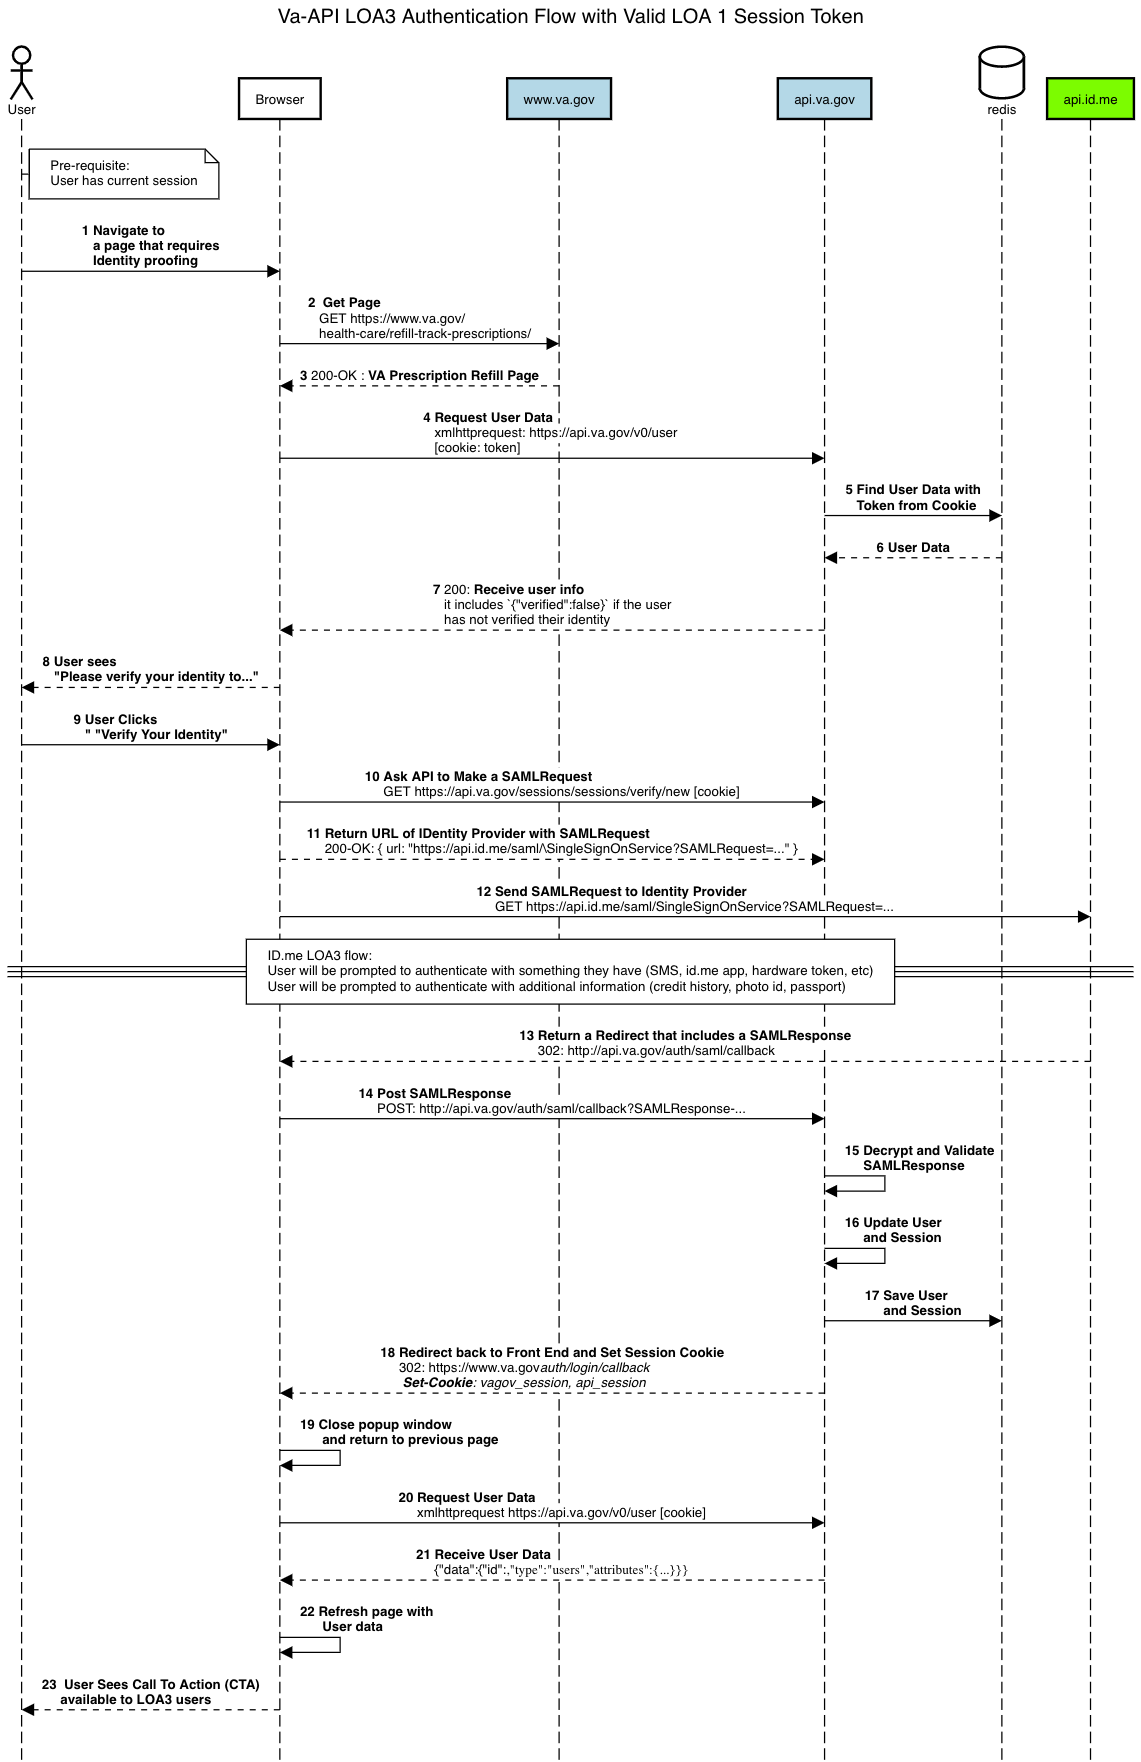 Va-API LOA3 Authentication Flow with Valid LOA 1 Session Token
User
Browser
www.va.gov
api.va.gov
redis
api.id.me
Pre-requisite:
User has current session
1 Navigate to
a page that requires
Identity proofing
2 Get Page
GET https://www.va.gov/
health-care/refill-track-prescriptions/
3 200-OK : VA Prescription Refill Page
4 Request User Data
xmlhttprequest: https://api.va.gov/v0/user
[cookie: token]
5 Find User Data with
Token from Cookie
6 User Data
7 200: Receive user info
it includes `{"verified":false}` if the user
has not verified their identity
8 User sees
"Please verify your identity to..."
9 User Clicks
" "Verify Your Identity"
10 Ask API to Make a SAMLRequest
GET https://api.va.gov/sessions/sessions/verify/new [cookie]
11 Return URL of IDentity Provider with SAMLRequest
200-OK: { url: "https://api.id.me/saml/\SingleSignOnService?SAMLRequest=..." }
12 Send SAMLRequest to Identity Provider
GET https://api.id.me/saml/SingleSignOnService?SAMLRequest=...
ID.me LOA3 flow:
User will be prompted to authenticate with something they have (SMS, id.me app, hardware token, etc)
User will be prompted to authenticate with additional information (credit history, photo id, passport)
13 Return a Redirect that includes a SAMLResponse
302: http://api.va.gov/auth/saml/callback
14 Post SAMLResponse
POST: http://api.va.gov/auth/saml/callback?SAMLResponse-...
15 Decrypt and Validate
SAMLResponse
16 Update User
and Session
17 Save User
and Session
18 Redirect back to Front End and Set Session Cookie
302: https://www.va.govauth/login/callback
Set-Cookie: vagov_session, api_session
19 Close popup window
and return to previous page
20 Request User Data
xmlhttprequest https://api.va.gov/v0/user [cookie]
21 Receive User Data
{"data":{"id":,"type":"users","attributes":{...}}}
22 Refresh page with
User data
23 User Sees Call To Action (CTA)
available to LOA3 users